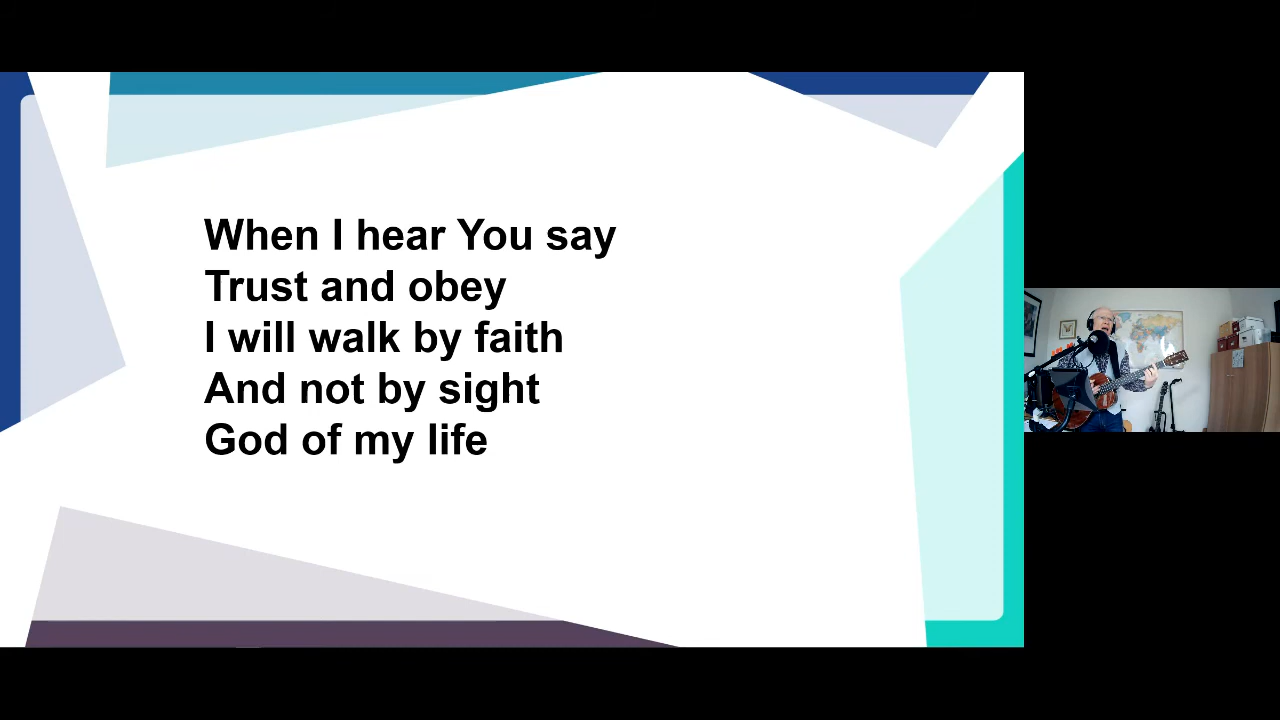 When I hear You say
Trust and obey
I will walk by faith
And not by sight
God of my life